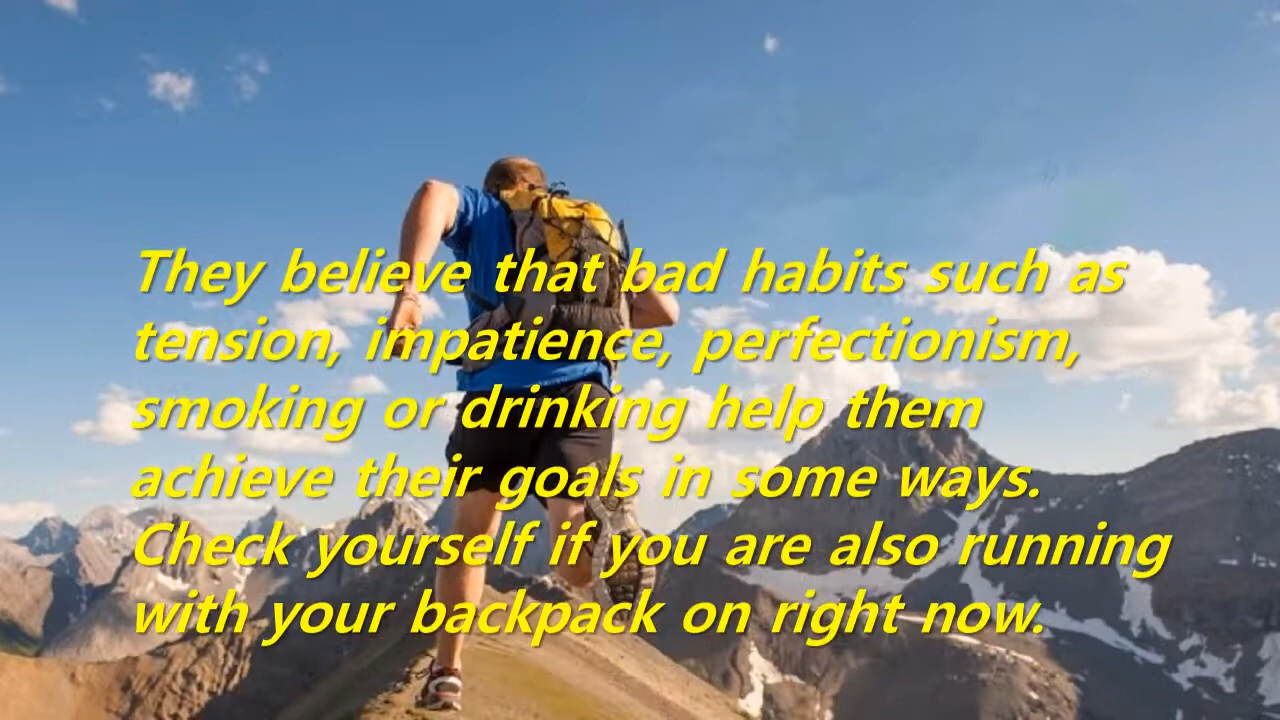 They believe that bad habits such as
tension, impatience, perfectionism,
smoking or drinking help them
achieve their goals in some ways.
Check yourself if you are also running
with your backpack on right now.